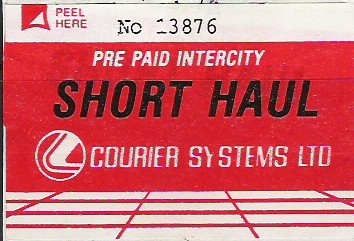 PEEL
HERE
No 13876
PRE PAID INTERCITY
SHORT HAUL
COURIER SYSTEMS LTD